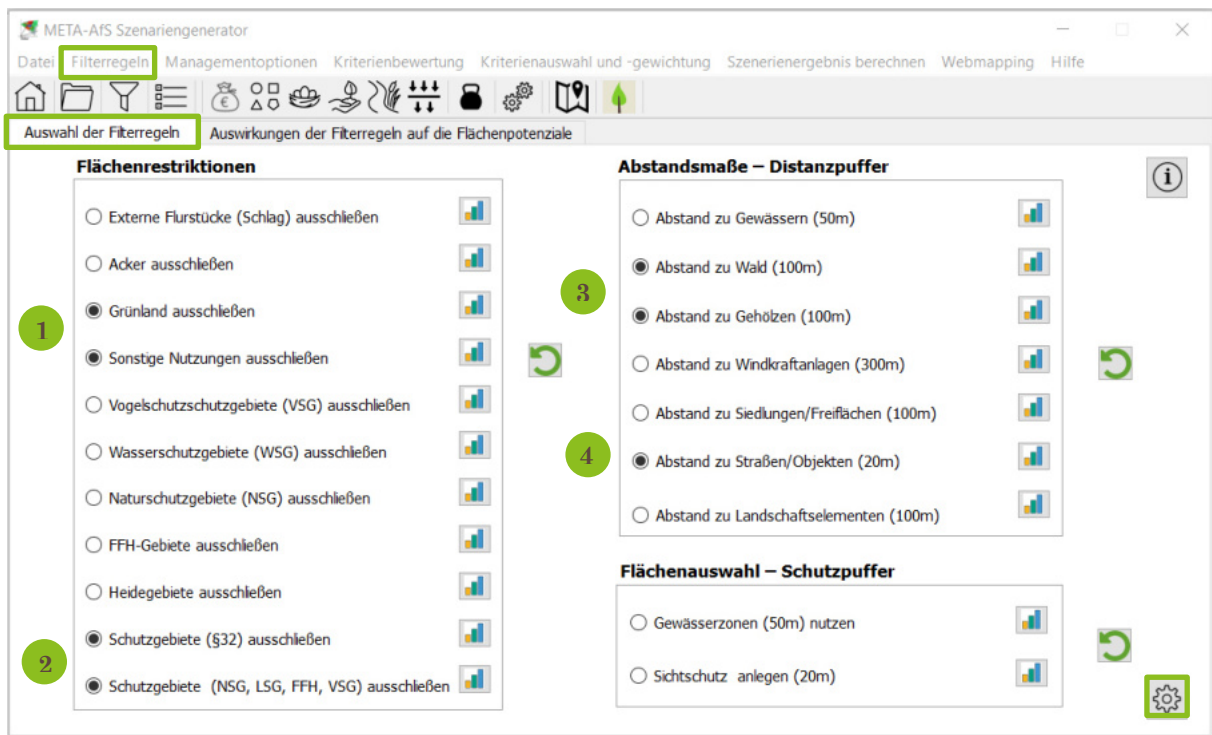 META-AfS Szenariengenerator
Datei Filterregeln Managementoptionen Kriterienbewertung Kriterienauswahl und -gewichtung Szenerienergebnis berechnen Webmapping Hilfe
Auswahl der Filterregeln Auswirkungen der Filterregeln auf die Flächenpotenziale
Flächenrestriktionen
Externe Flurstücke (Schlag) ausschließen
Acker ausschließen
Grünland ausschließen
1
Sonstige Nutzungen ausschließen
Vogelschutzschutzgebiete (VSG) ausschließen
Wasserschutzgebiete (WSG) ausschließen
Naturschutzgebiete (NSG) ausschließen
FFH-Gebiete ausschließen
Heidegebiete ausschließen
Schutzgebiete (§32) ausschließen
2
Schutzgebiete (NSG, LSG, FFH, VSG) ausschließen
Abstandsmaße – Distanzpuffer
i
Abstand zu Gewässern (50m)
Abstand zu Wald (100m)
3
Abstand zu Gehölzen (100m)
Abstand zu Windkraftanlagen (300m)
Abstand zu Siedlungen/Freiflächen (100m)
4
Abstand zu Straßen/Objekten (20m)
Abstand zu Landschaftselementen (100m)
Flächenauswahl – Schutzpuffer
Gewässerzonen (50m) nutzen
Sichtschutz anlegen (20m)